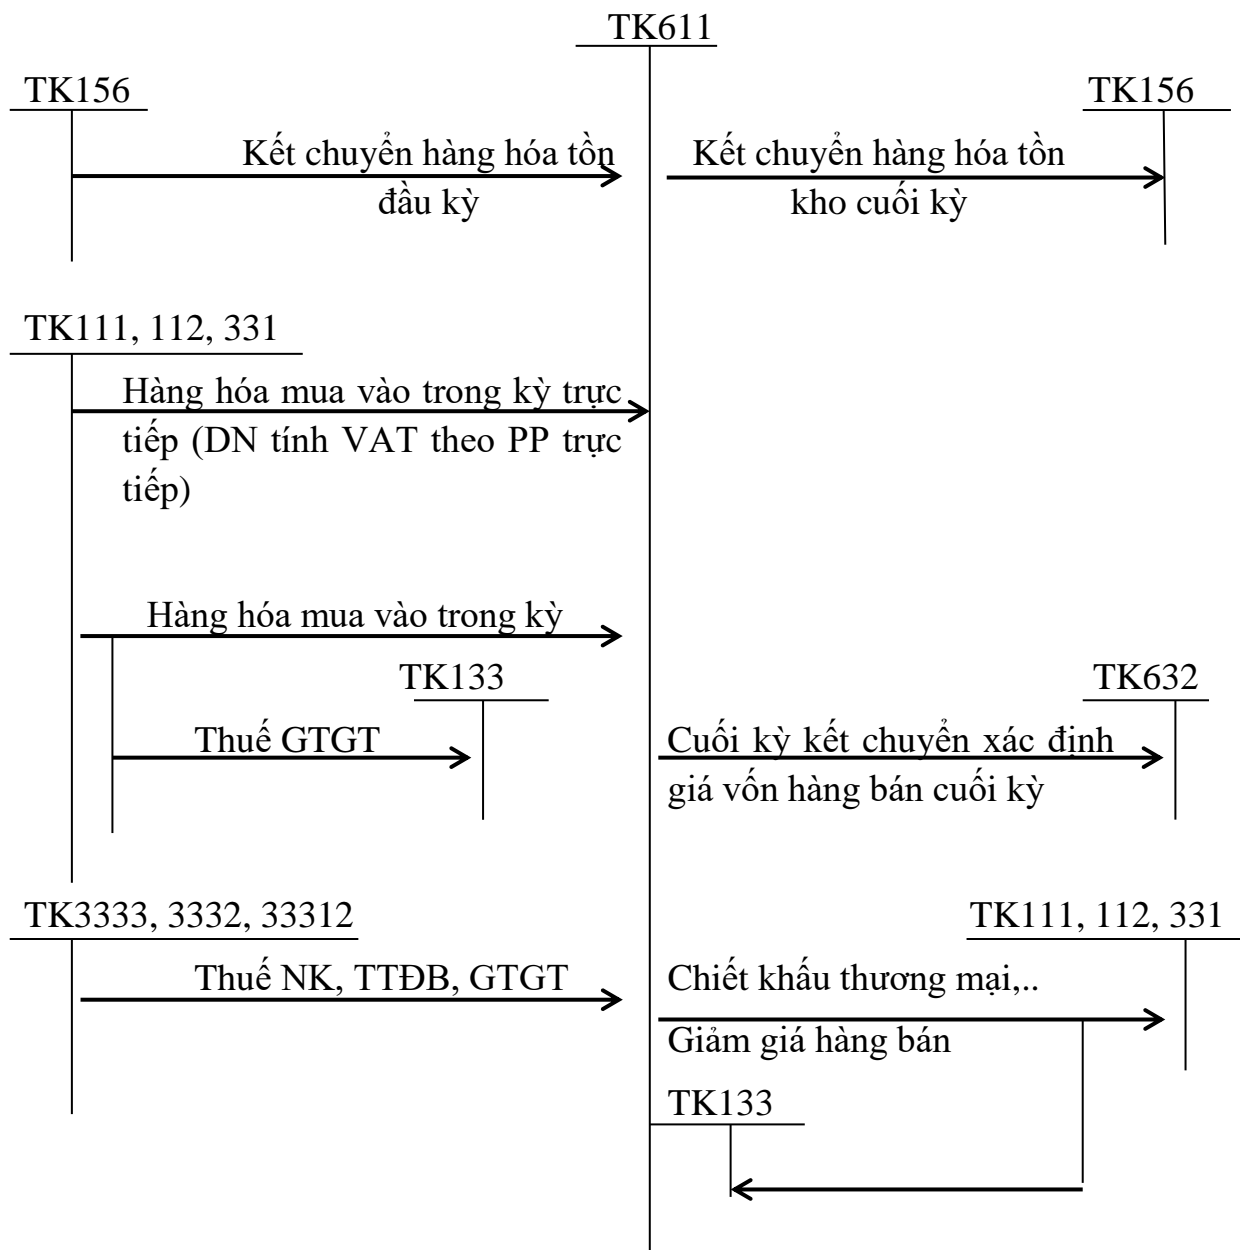 TK611
TK156
TK156
Kết chuyển hàng hóa tồn
đầu kỳ
Kết chuyển hàng hóa tồn
kho cuối kỳ
TK111, 112, 331
Hàng hóa mua vào trong kỳ trực
tiếp (DN tính VAT theo PP trực
tiếp)
Hàng hóa mua vào trong kỳ
TK133
Thuế GTGT
TK632
Cuối kỳ kết chuyển xác định
giá vốn hàng bán cuối kỳ
TK3333, 3332, 33312
Thuế NK, TTĐB, GTGT
TK111, 112, 331
Chiết khấu thương mại,..
Giảm giá hàng bán
TK133